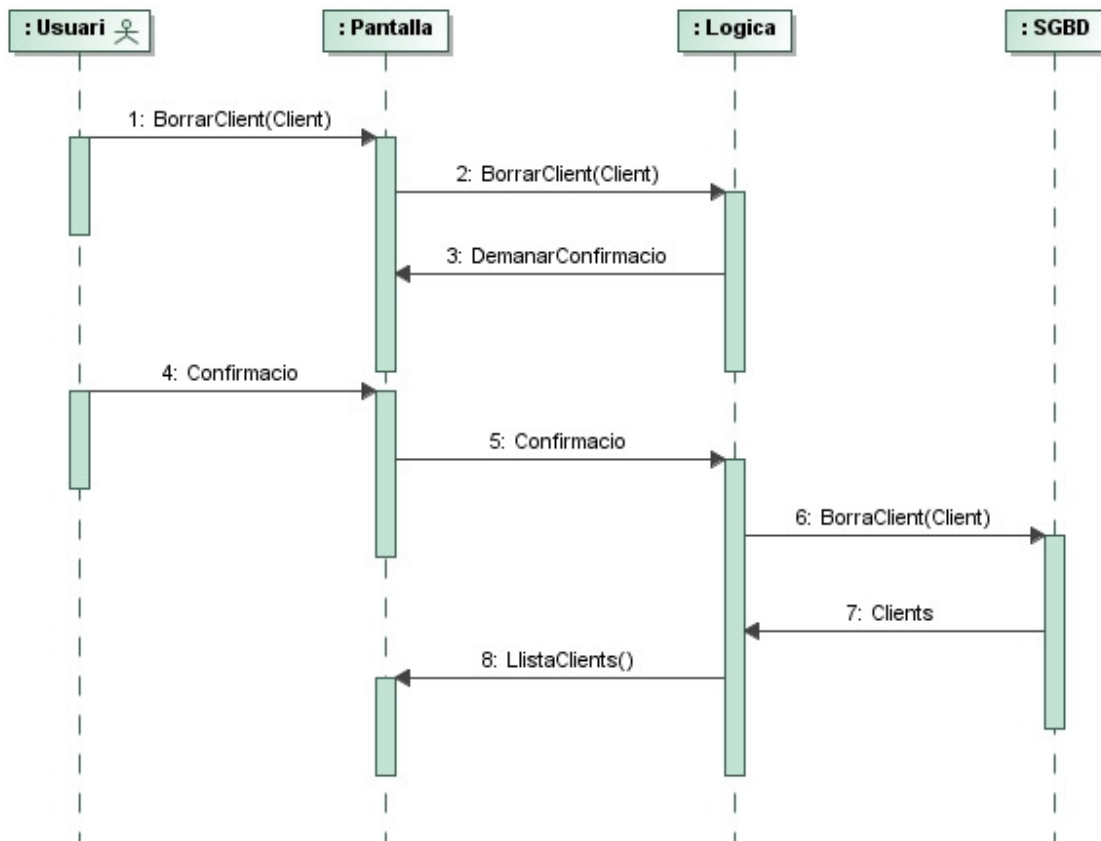 : Usuari
: Pantalla
: Logica
: SGBD
1: BorrarClient(Client)
2: BorrarClient(Client)
3: DemanarConfirmacio
4: Confirmacio
5: Confirmacio
6: BorraClient(Client)
7: Clients
8: LlistaClients()